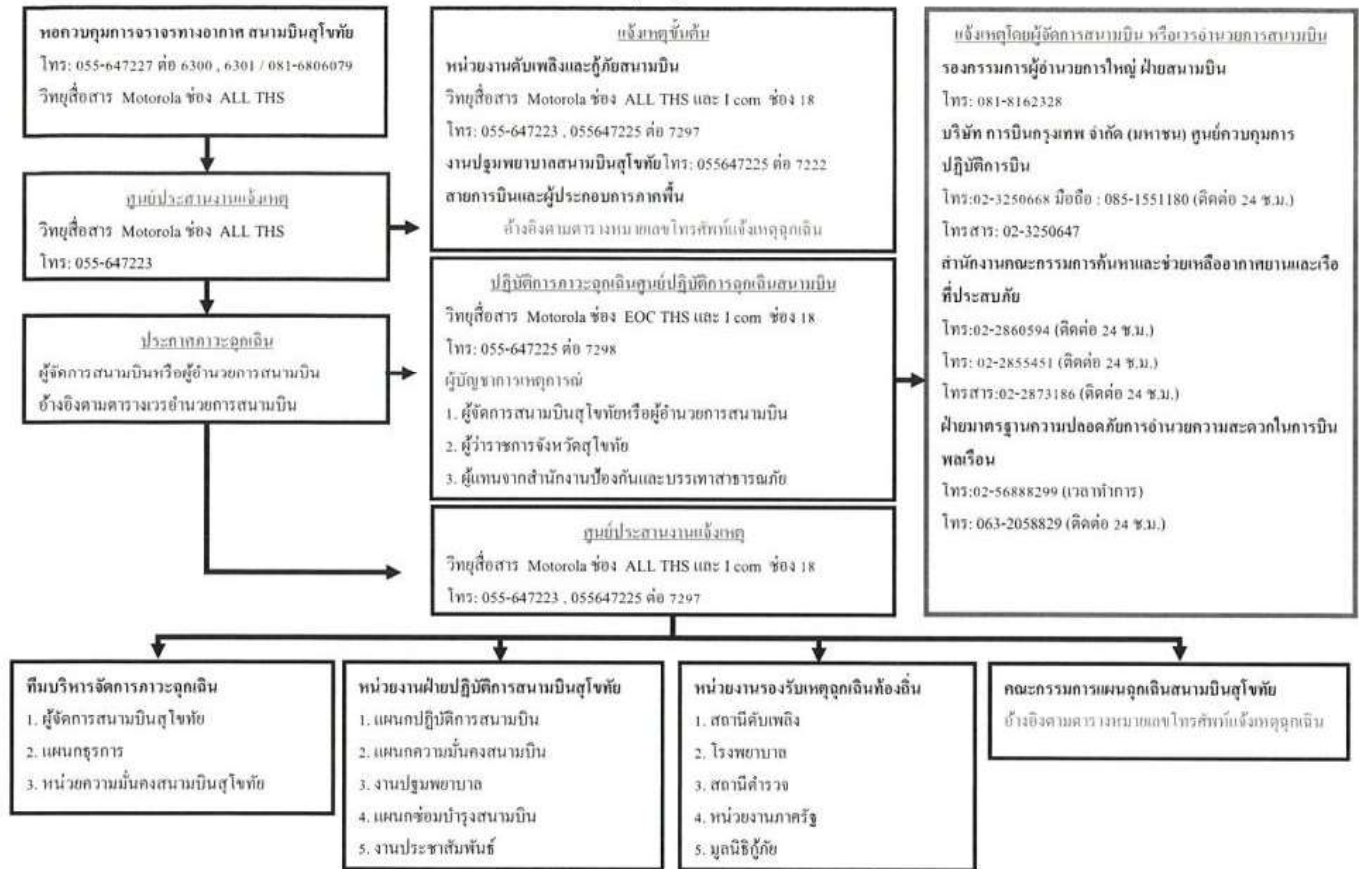 หอควบคุมการจราจรทางอากาศ สนามบินสุโขทัย
โทร: 055-647227 ต่อ 6300 , 6301 / 081-6806079
วิทยุสื่อสาร Motorola ช่อง ALL THS
ศูนย์ประสานงานแจ้งเหตุ
วิทยุสื่อสาร Motorola ช่อง ALL THS
โทร: 055-647223
ประกาศภาวะฉุกเฉิน
ผู้จัดการสนามบินหรือผู้อำนวยการสนามบิน
อ้างอิงตามตารางเวรอำนวยการสนามบิน
แจ้งเหตุขั้นต้น
หน่วยงานดับเพลิงและกู้ภัยสนามบิน
วิทยุสื่อสาร Motorola ช่อง ALL THS และ I com ช่อง 18
โทร: 055-647223 , 055647225 ต่อ 7297
งานปฐมพยาบาลสนามบินสุโขทัยโทร: 055647225 ต่อ 7222
สายการบินและผู้ประกอบการภาคพื้น
อ้างอิงตามตารางหมายเลขโทรศัพท์แจ้งเหตุฉุกเฉิน
ปฏิบัติการภาวะฉุกเฉินศูนย์ปฏิบัติการฉุกเฉินสนามบิน
วิทยุสื่อสาร Motorola ช่อง EOC THS และ I com ช่อง 18
โทร: 055-647225 ต่อ 7298
ผู้บัญชาการเหตุการณ์
1. ผู้จัดการสนามบินสุโขทัยหรือผู้อำนวยการสนามบิน
2. ผู้ว่าราชการจังหวัดสุโขทัย
3. ผู้แทนจากสำนักงานป้องกันและบรรเทาสาธารณภัย
ศูนย์ประสานงานแจ้งเหตุ
วิทยุสื่อสาร Motorola ช่อง ALL THS และ I com ช่อง 18
โทร: 055-647223 , 055647225 ต่อ 7297
แจ้งเหตุโดยผู้จัดการสนามบิน หรือเวรอำนวยการสนามบิน
รองกรรมการผู้อำนวยการใหญ่ ฝ่ายสนามบิน
โทร: 081-8162328
บริษัท การบินกรุงเทพ จำกัด (มหาชน) ศูนย์ควบคุมการ
ปฏิบัติการบิน
โทร:02-3250668 มือถือ : 085-1551180 (ติดต่อ 24 ช.ม.)
โทรสาร: 02-3250647
สำนักงานคณะกรรมการค้นหาและช่วยเหลืออากาศยานและเรือ
ที่ประสบภัย
โทร:02-2860594 (ติดต่อ 24 ช.ม.)
โทร: 02-2855451 (ติดต่อ 24 ช.ม.)
โทรสาร:02-2873186 (ติดต่อ 24 ช.ม.)
ฝ่ายมาตรฐานความปลอดภัยการอำนวยความสะดวกในการบิน
พลเรือน
โทร:02-56888299 (เวลาทำการ)
โทร: 063-2058829 (ติดต่อ 24 ช.ม.)
ทีมบริหารจัดการภาวะฉุกเฉิน
1. ผู้จัดการสนามบินสุโขทัย
2. แผนกธุรการ
3. หน่วยความมั่นคงสนามบินสุโขทัย
หน่วยงานฝ่ายปฏิบัติการสนามบินสุโขทัย
1. แผนกปฏิบัติการสนามบิน
2. แผนกความมั่นคงสนามบิน
3. งานปฐมพยาบาล
4. แผนกซ่อมบำรุงสนามบิน
5. งานประชาสัมพันธ์
หน่วยงานรองรับเหตุฉุกเฉินท้องถิ่น
1. สถานีดับเพลิง
2. โรงพยาบาล
3. สถานีตำรวจ
4. หน่วยงานภาครัฐ
5. มูลนิธิกู้ภัย
คณะกรรมการแผนฉุกเฉินสนามบินสุโขทัย
อ้างอิงตามตารางหมายเลขโทรศัพท์แจ้งเหตุฉุกเฉิน